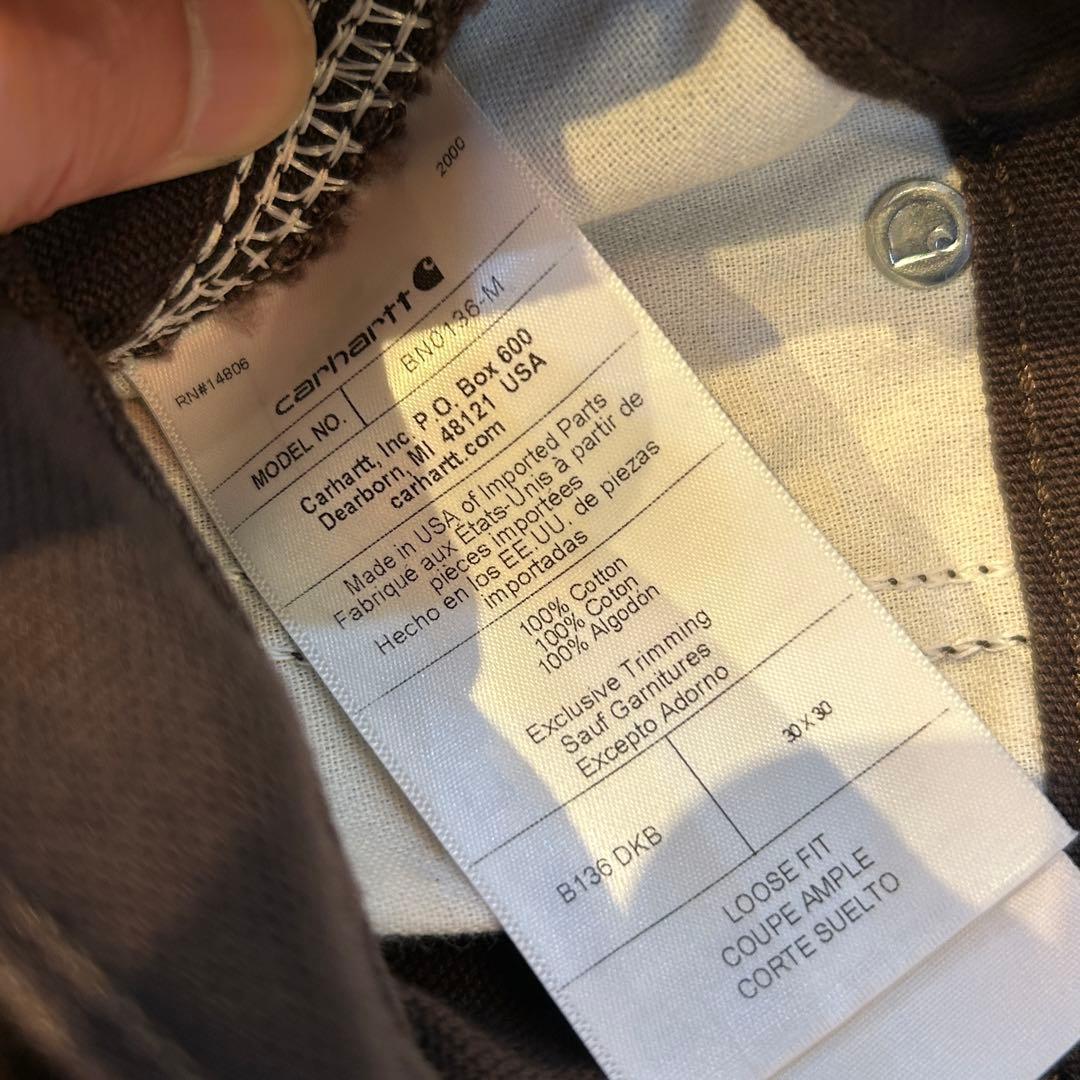 2000
RN#14806
carhartt
MODEL NO.
BN0136-M
Carhartt, Inc. P.O. Box 600
Dearborn, MI 48121 USA
carhartt.com
Made in USA of Imported Parts
Fabriqué aux États-Unis à partir de
pièces importées
Hecho en los EE.UU. de piezas
importadas
100% Cotton
100% Coton
100% Algodón
Exclusive Trimming
Sauf Garnitures
Excepto Adorno
B136 DKB
30 X 30
LOOSE FIT
COUPE AMPLE
CORTE SUELTO